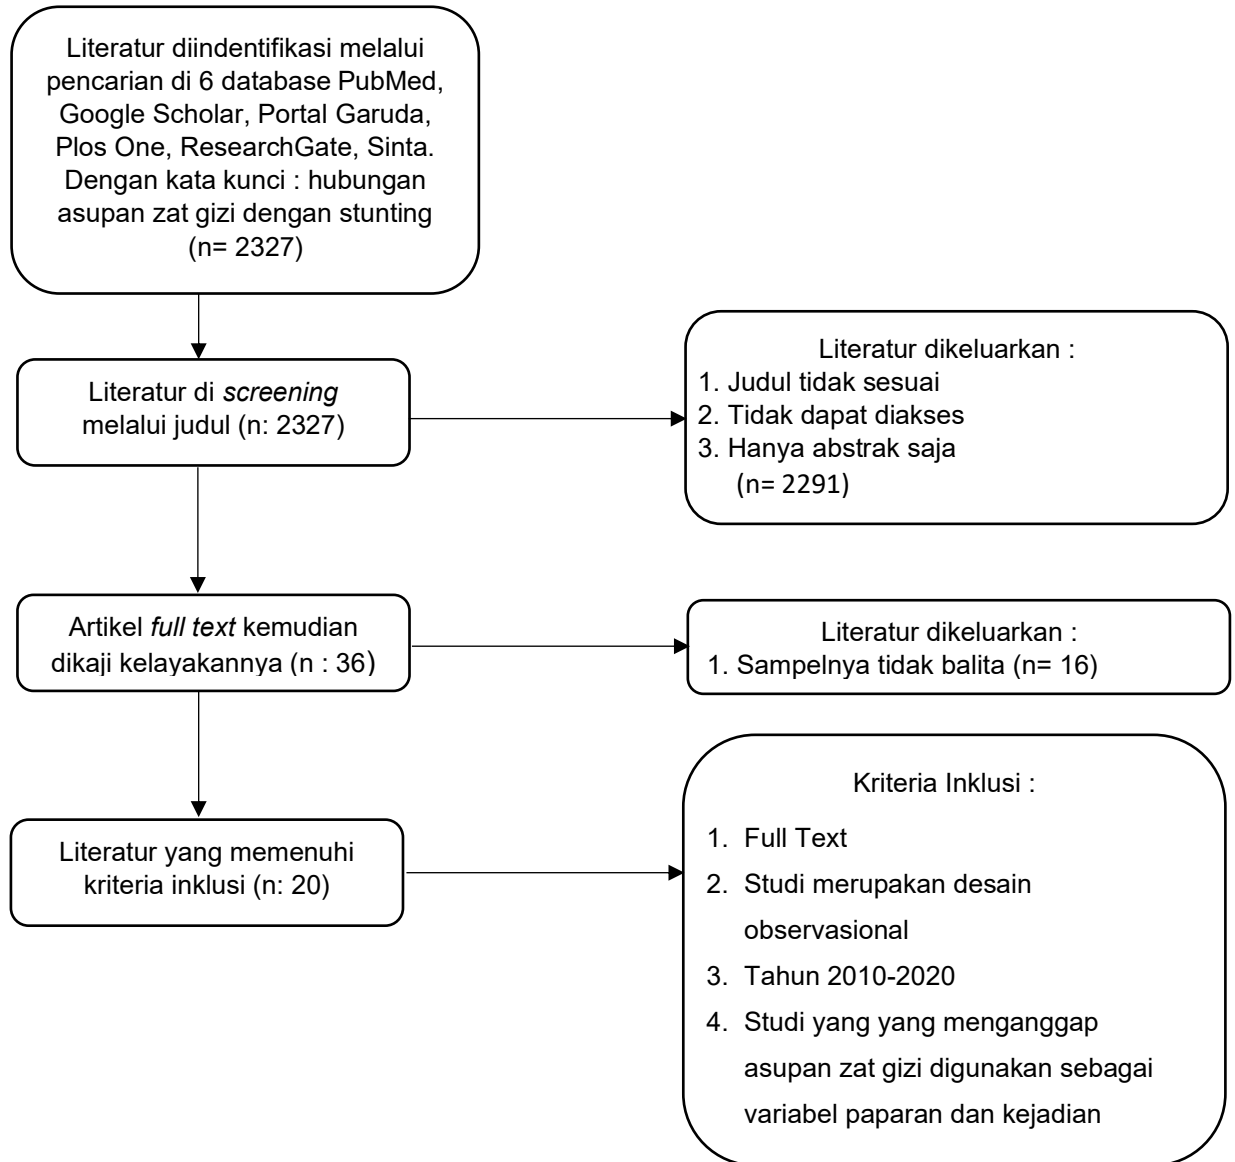 Literatur diindentifikasi melalui
pencarian di 6 database PubMed,
Google Scholar, Portal Garuda,
Plos One, ResearchGate, Sinta.
Dengan kata kunci : hubungan
asupan zat gizi dengan stunting
(n= 2327)
Literatur di screening
melalui judul (n: 2327)
Literatur dikeluarkan :
1. Judul tidak sesuai
2. Tidak dapat diakses
3. Hanya abstrak saja
(n= 2291)
Artikel full text kemudian
dikaji kelayakannya (n : 36)
Literatur dikeluarkan :
1. Sampelnya tidak balita (n= 16)
Literatur yang memenuhi
kriteria inklusi (n: 20)
Kriteria Inklusi :
1. Full Text
2. Studi merupakan desain
observasional
3. Tahun 2010-2020
4. Studi yang yang menganggap
asupan zat gizi digunakan sebagai
variabel paparan dan kejadian